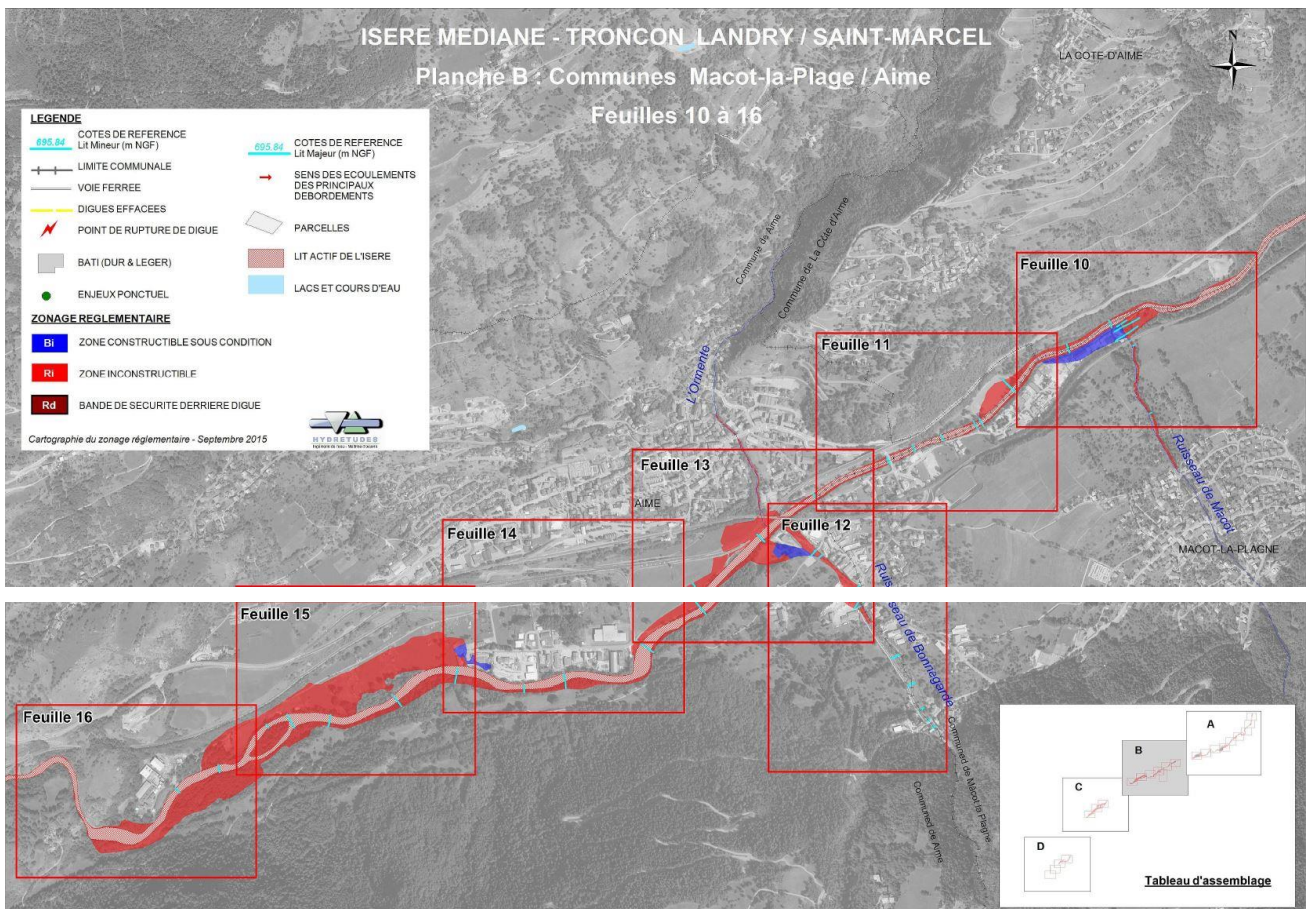 ISERE MEDIANE - TRONCON LANDRY / SAINT-MARCEL
Planche B : Communes Macot-la-Plage / Aime
Feuilles 10 à 16
N
LA COTE-D'AIME
LEGENDE
695.84 COTES DE REFERENCE
Lit Mineur (m NGF)
LIMITE COMMUNALE
VOIE FERREE
DIGUES EFFACEES
POINT DE RUPTURE DE DIGUE
BATI (DUR & LEGER)
ENJEUX PONCTUEL
695.84 COTES DE REFERENCE
Lit Majeur (m NGF)
SENS DES ECOULEMENTS
DES PRINCIPAUX
DEBORDEMENTS
PARCELLES
LIT ACTIF DE L'ISERE
LACS ET COURS D'EAU
ZONAGE REGLEMENTAIRE
Bi ZONE CONSTRUCTIBLE SOUS CONDITION
Ri ZONE INCONSTRUCTIBLE
Rd BANDE DE SECURITE DERRIERE DIGUE
Cartographie du zonage réglementaire - Septembre 2015
HYDRETUDES
Commune de Aime
Commune de La Côte d'Aime
L'Onnente
Feuille 10
Feuille 11
Feuille 13
AIME
Feuille 12
Feuille 14
Ruisseau de Macot
MACOT-LA-PLAGNE
Ruisseau de Bonnegarde
Feuille 15
Feuille 16
Communed de Macot la Plagne
Communed de Aime
A
B
C
D
Tableau d'assemblage